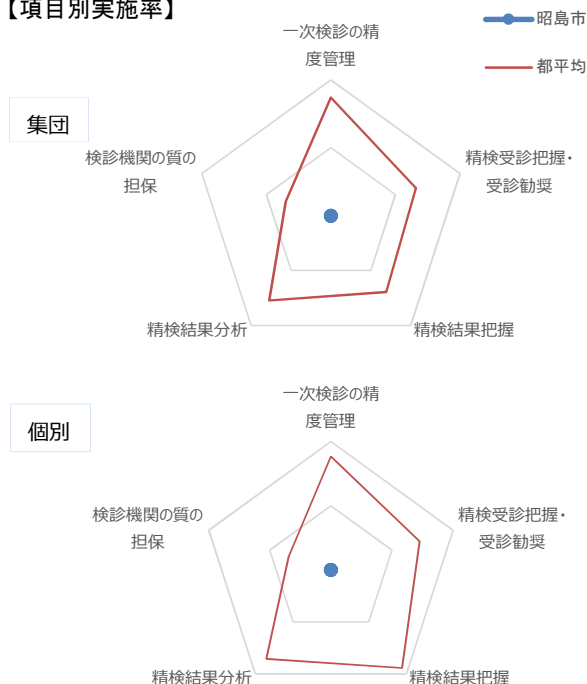 【項目別実施率】
昭島市
都平均
集団
一次検診の精
度管理
検診機関の質の
担保
精検受診把握・
受診勧奨
精検結果分析
精検結果把握
個別
一次検診の精
度管理
検診機関の質の
担保
精検受診把握・
受診勧奨
精検結果分析
精検結果把握